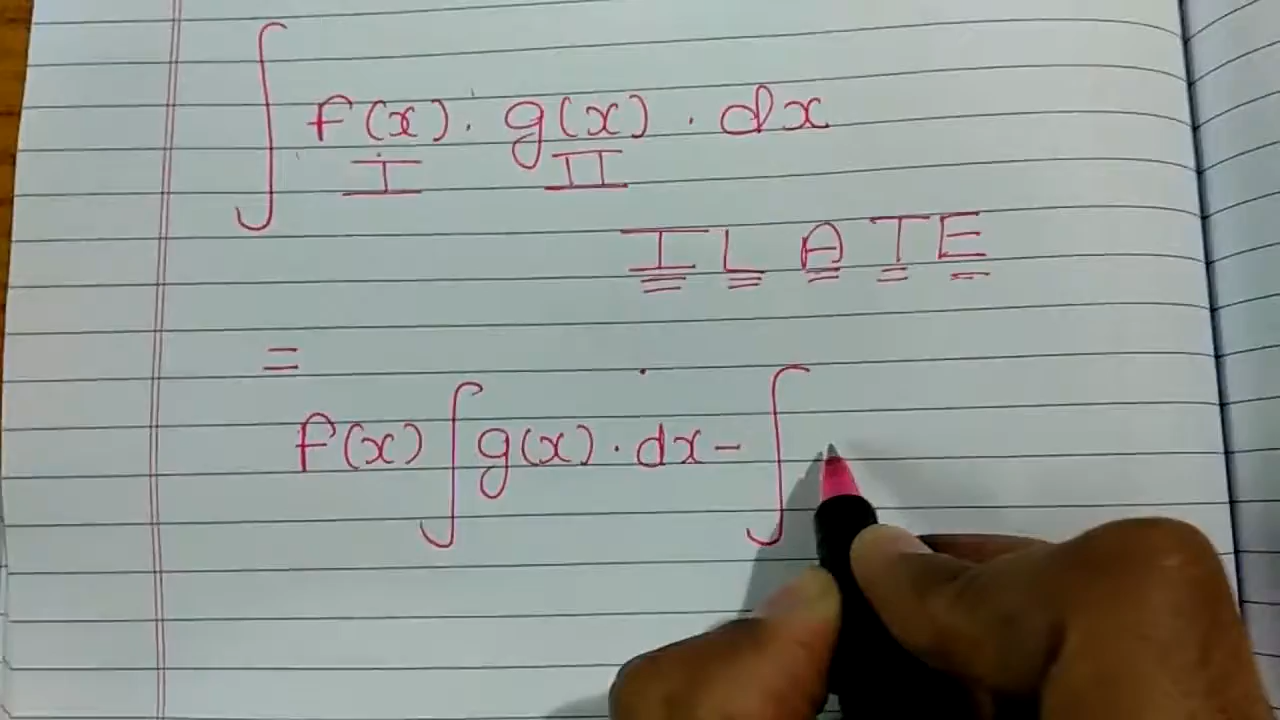 ∫ f(x) . g(x) . dx
I II
I L A T E
=
f(x) ∫ g(x) . dx - ∫